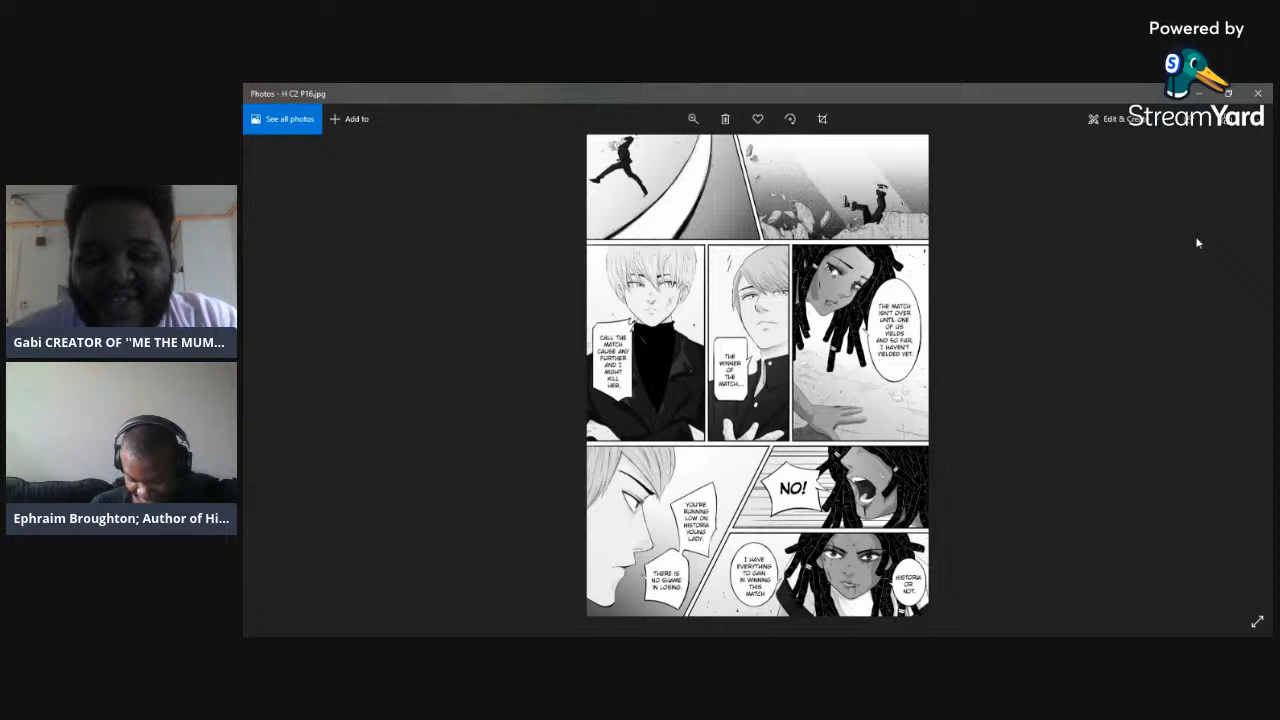 Powered by
StreamYard
Photos - H C2 P16.jpg
See all photos
Add to
Edit &
Gabi CREATOR OF "ME THE MUM...
Ephraim Broughton; Author of Hi...
CALL THE
MATCH
CAUSE ANY
FURTHER
AND I
MIGHT
KILL
HER.
THE
WINNER
OF
THE
MATCH...
THE MATCH
ISN'T OVER
UNTIL ONE
OF US
YIELDS
AND SO FAR,
I HAVEN'T
YIELDED YET.
YOU'RE
RUNNING
LOW ON
HISTORIA
YOUNG
LADY.
THERE IS
NO SHAME
IN LOSING.
NO!
I HAVE
EVERYTHING
TO GAIN
IN WINNING
THIS
MATCH
HISTORIA
OR
NOT.